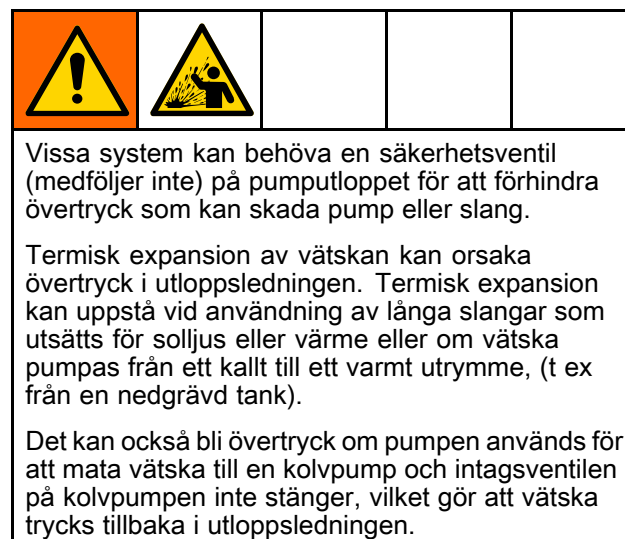 Vissa system kan behöva en säkerhetsventil
(medföljer inte) på pumputloppet för att förhindra
övertryck som kan skada pump eller slang.
Termisk expansion av vätskan kan orsaka
övertryck i utloppsledningen. Termisk expansion
kan uppstå vid användning av långa slangar som
utsätts för solljus eller värme eller om vätska
pumpas från ett kallt till ett varmt utrymme, (t ex
från en nedgrävd tank).
Det kan också bli övertryck om pumpen används för
att mata vätska till en kolvpump och intagsventilen
på kolvpumpen inte stänger, vilket gör att vätska
trycks tillbaka i utloppsledningen.